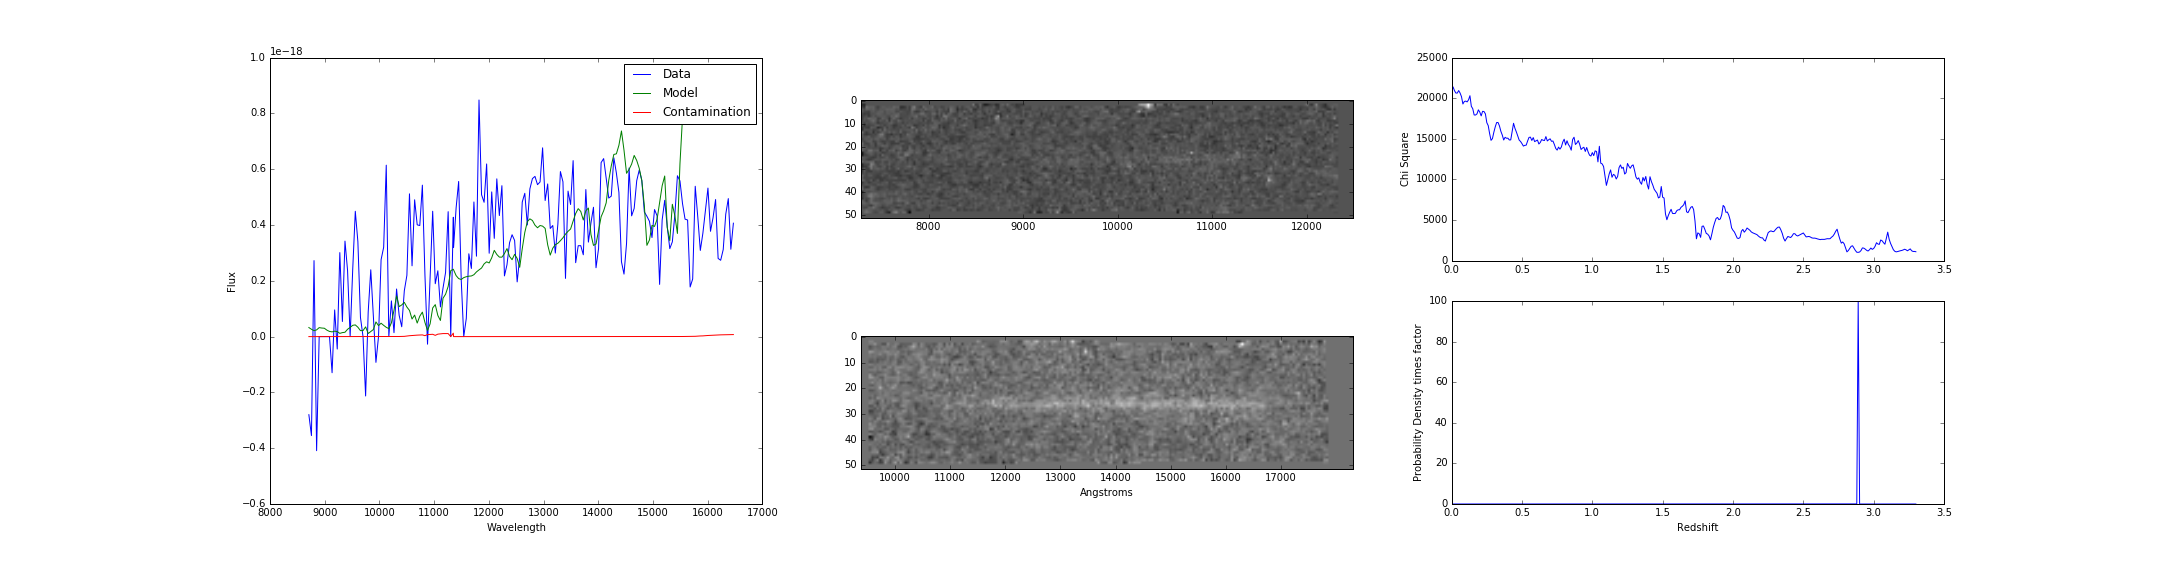 1e−18
1.0
0.8
0.6
0.4
0.2
0.0
−0.2
−0.4
−0.6
Flux
8000 9000 10000 11000 12000 13000 14000 15000 16000 17000
Wavelength
Data
Model
Contamination
0
10
20
30
40
50
8000 9000 10000 11000 12000
0
10
20
30
40
50
10000 11000 12000 13000 14000 15000 16000 17000
Angstroms
25000
20000
15000
10000
5000
0
Chi Square
0.0 0.5 1.0 1.5 2.0 2.5 3.0 3.5
100
80
60
40
20
0
Probability Density times factor
0.0 0.5 1.0 1.5 2.0 2.5 3.0 3.5
Redshift